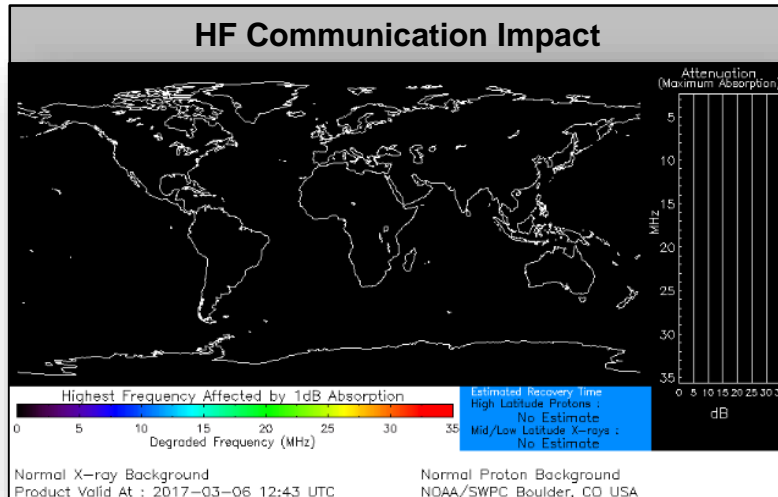 HF Communication Impact
Attenuation
(Maximum Absorption)
5
10
15
20
25
30
35
MHz
0 5 10 15 20 25 30
dB
Highest Frequency Affected by 1dB Absorption
0 5 10 15 20 25 30 35
Degraded Frequency (MHz)
Estimated Recovery Time
High Latitude Protons :
No Estimate
Mid/Low Latitude X-rays :
No Estimate
Normal X-ray Background
Normal Proton Background
Product Valid At : 2017-03-06 12:43 UTC
NOAA/SWPC Boulder, CO USA